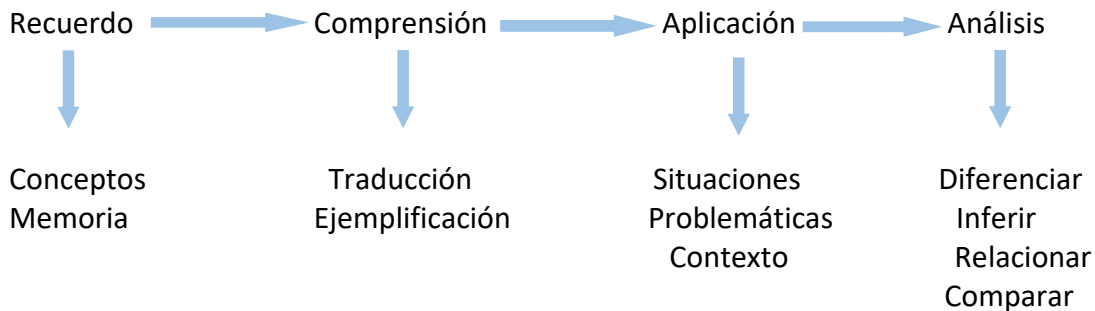 Recuerdo Comprensión Aplicación Análisis
Conceptos Traducción Situaciones Diferenciar
Memoria Ejemplificación Problemáticas Inferir
Contexto Relacionar
Comparar